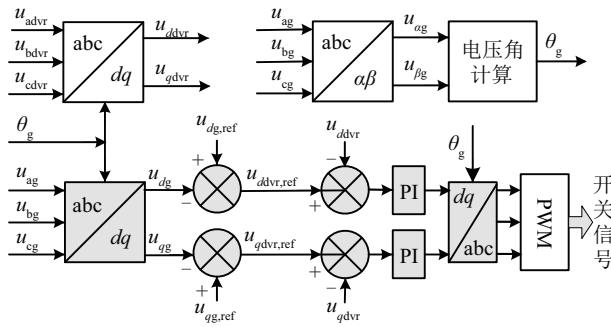 u_advr
u_bdvr
u_cdvr
abc
dq
u_ddvr
u_qdvr
u_ag
u_bg
u_cg
abc
αβ
u_αg
u_βg
电压角
计算
θ_g
θ_g
u_ag
u_bg
u_cg
abc
dq
u_dg
u_qg
u_dg,ref
+
−
u_ddvr,ref
u_ddvr
−
+
PI
θ_g
dq
abc
PWM
开关信号
−
+
u_qg,ref
u_qdvr,ref
+
−
u_qdvr
PI